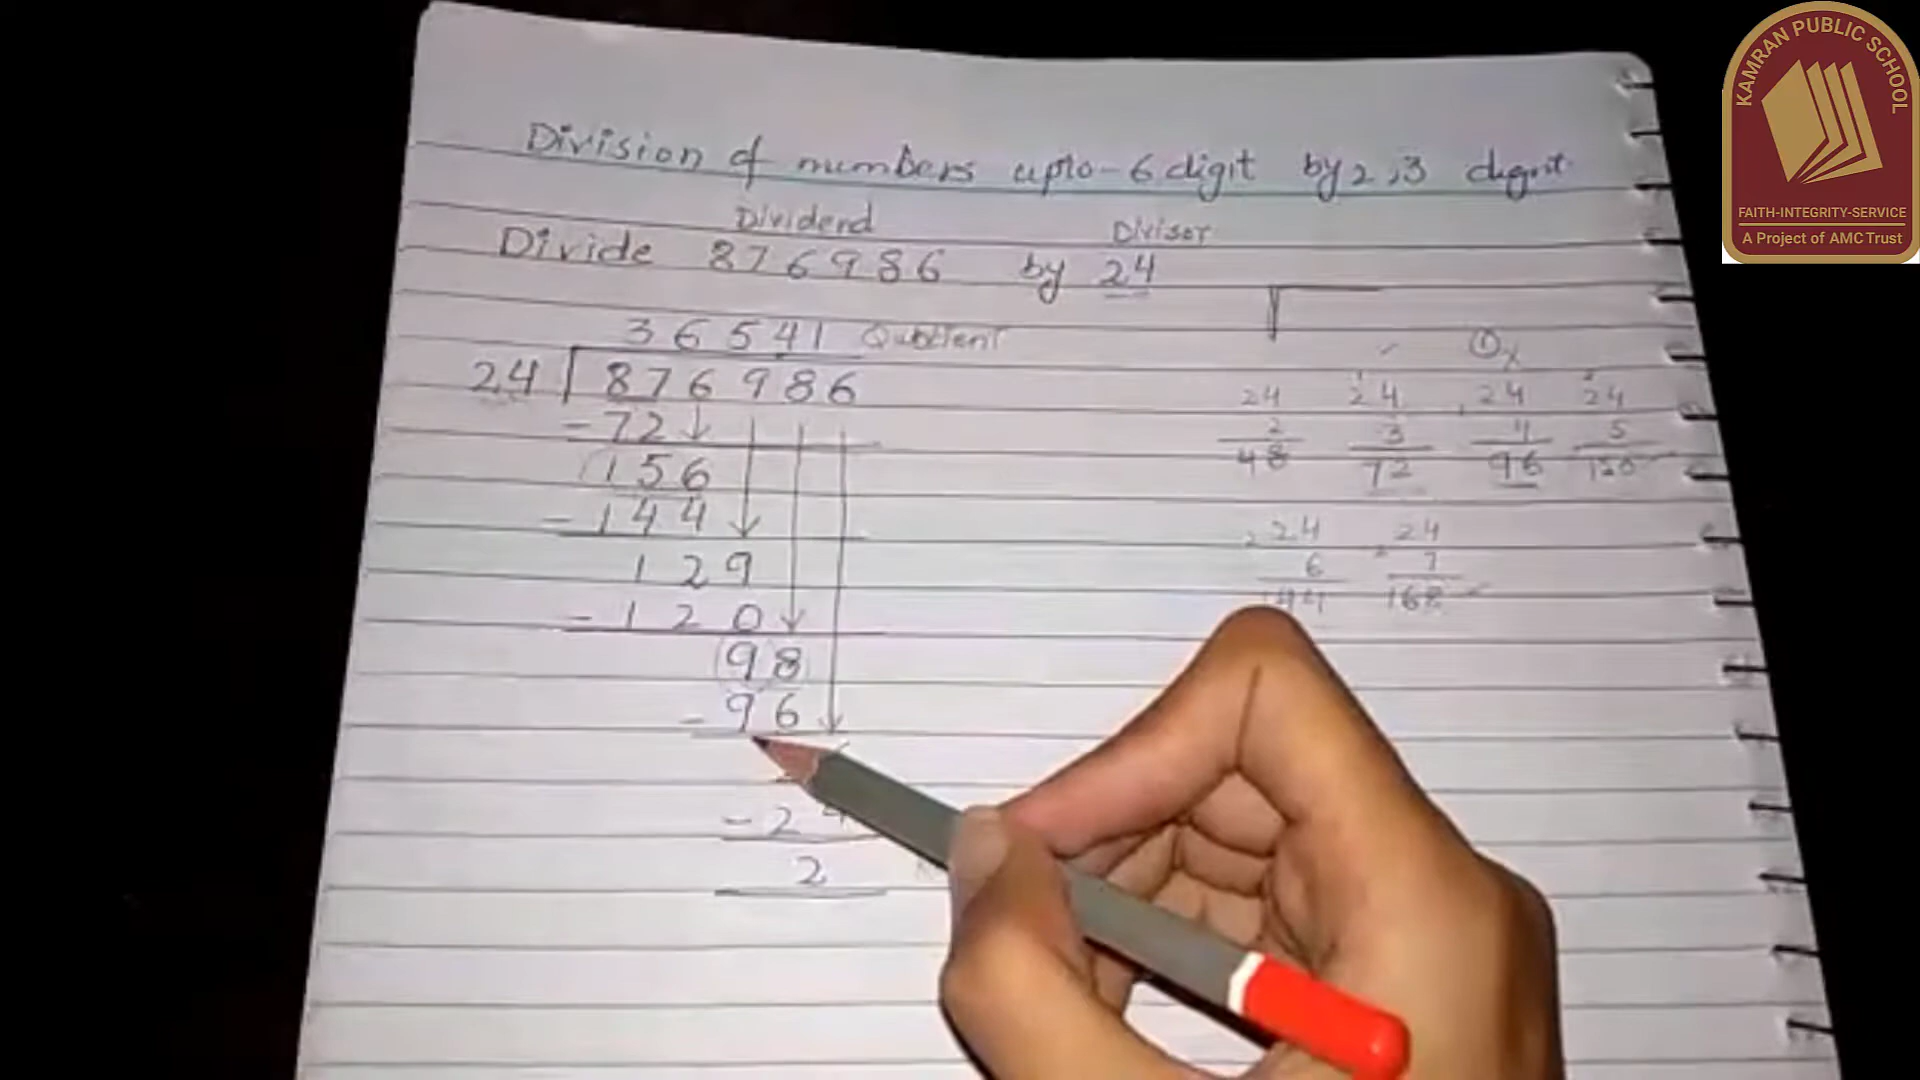 Division of numbers upto-6 digit by 2,3 digit
Dividend Divisor
Divide 876986 by 24
36541 Quotient
24 876986
-72
156
-144
129
-120
98
-96
-24
2
① x
24 24 24 24
2 3 4 5
48 72 96 120
24 24
6 7
144 168
KAMRAN PUBLIC SCHOOL
FAITH-INTEGRITY-SERVICE
A Project of AMC Trust